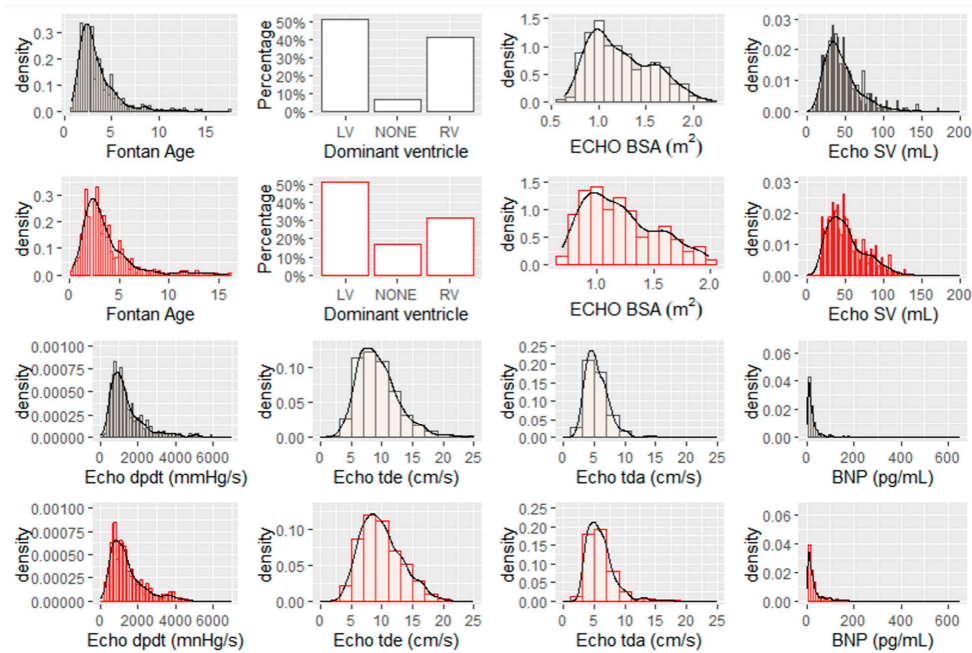 density
0.3
0.2
0.1
0.0
0 5 10 15
Fontan Age
Percentage
50%
40%
30%
20%
10%
0%
LV NONE RV
Dominant ventricle
density
1.5
1.0
0.5
0.0
0.5 1.0 1.5 2.0
ECHO BSA (m²)
density
0.03
0.02
0.01
0.00
0 50 100 150 200
Echo SV (mL)
density
0.3
0.2
0.1
0.0
0 5 10 15
Fontan Age
Percentage
50%
40%
30%
20%
10%
0%
LV NONE RV
Dominant ventricle
density
1.5
1.0
0.5
0.0
1.0 1.5 2.0
ECHO BSA (m²)
density
0.03
0.02
0.01
0.00
0 50 100 150 200
Echo SV (mL)
density
0.00100
0.00075
0.00050
0.00025
0.00000
0 2000 4000 6000
Echo dpdt (mmHg/s)
density
0.10
0.05
0.00
0 5 10 15 20 25
Echo tde (cm/s)
density
0.25
0.20
0.15
0.10
0.05
0.00
0 5 10 15 20 25
Echo tda (cm/s)
density
0.06
0.04
0.02
0.00
0 200 400 600
BNP (pg/mL)
density
0.00100
0.00075
0.00050
0.00025
0.00000
0 2000 4000 6000
Echo dpdt (mmHg/s)
density
0.10
0.05
0.00
0 5 10 15 20 25
Echo tde (cm/s)
density
0.25
0.20
0.15
0.10
0.05
0.00
0 5 10 15 20 25
Echo tda (cm/s)
density
0.06
0.04
0.02
0.00
0 200 400 600
BNP (pg/mL)